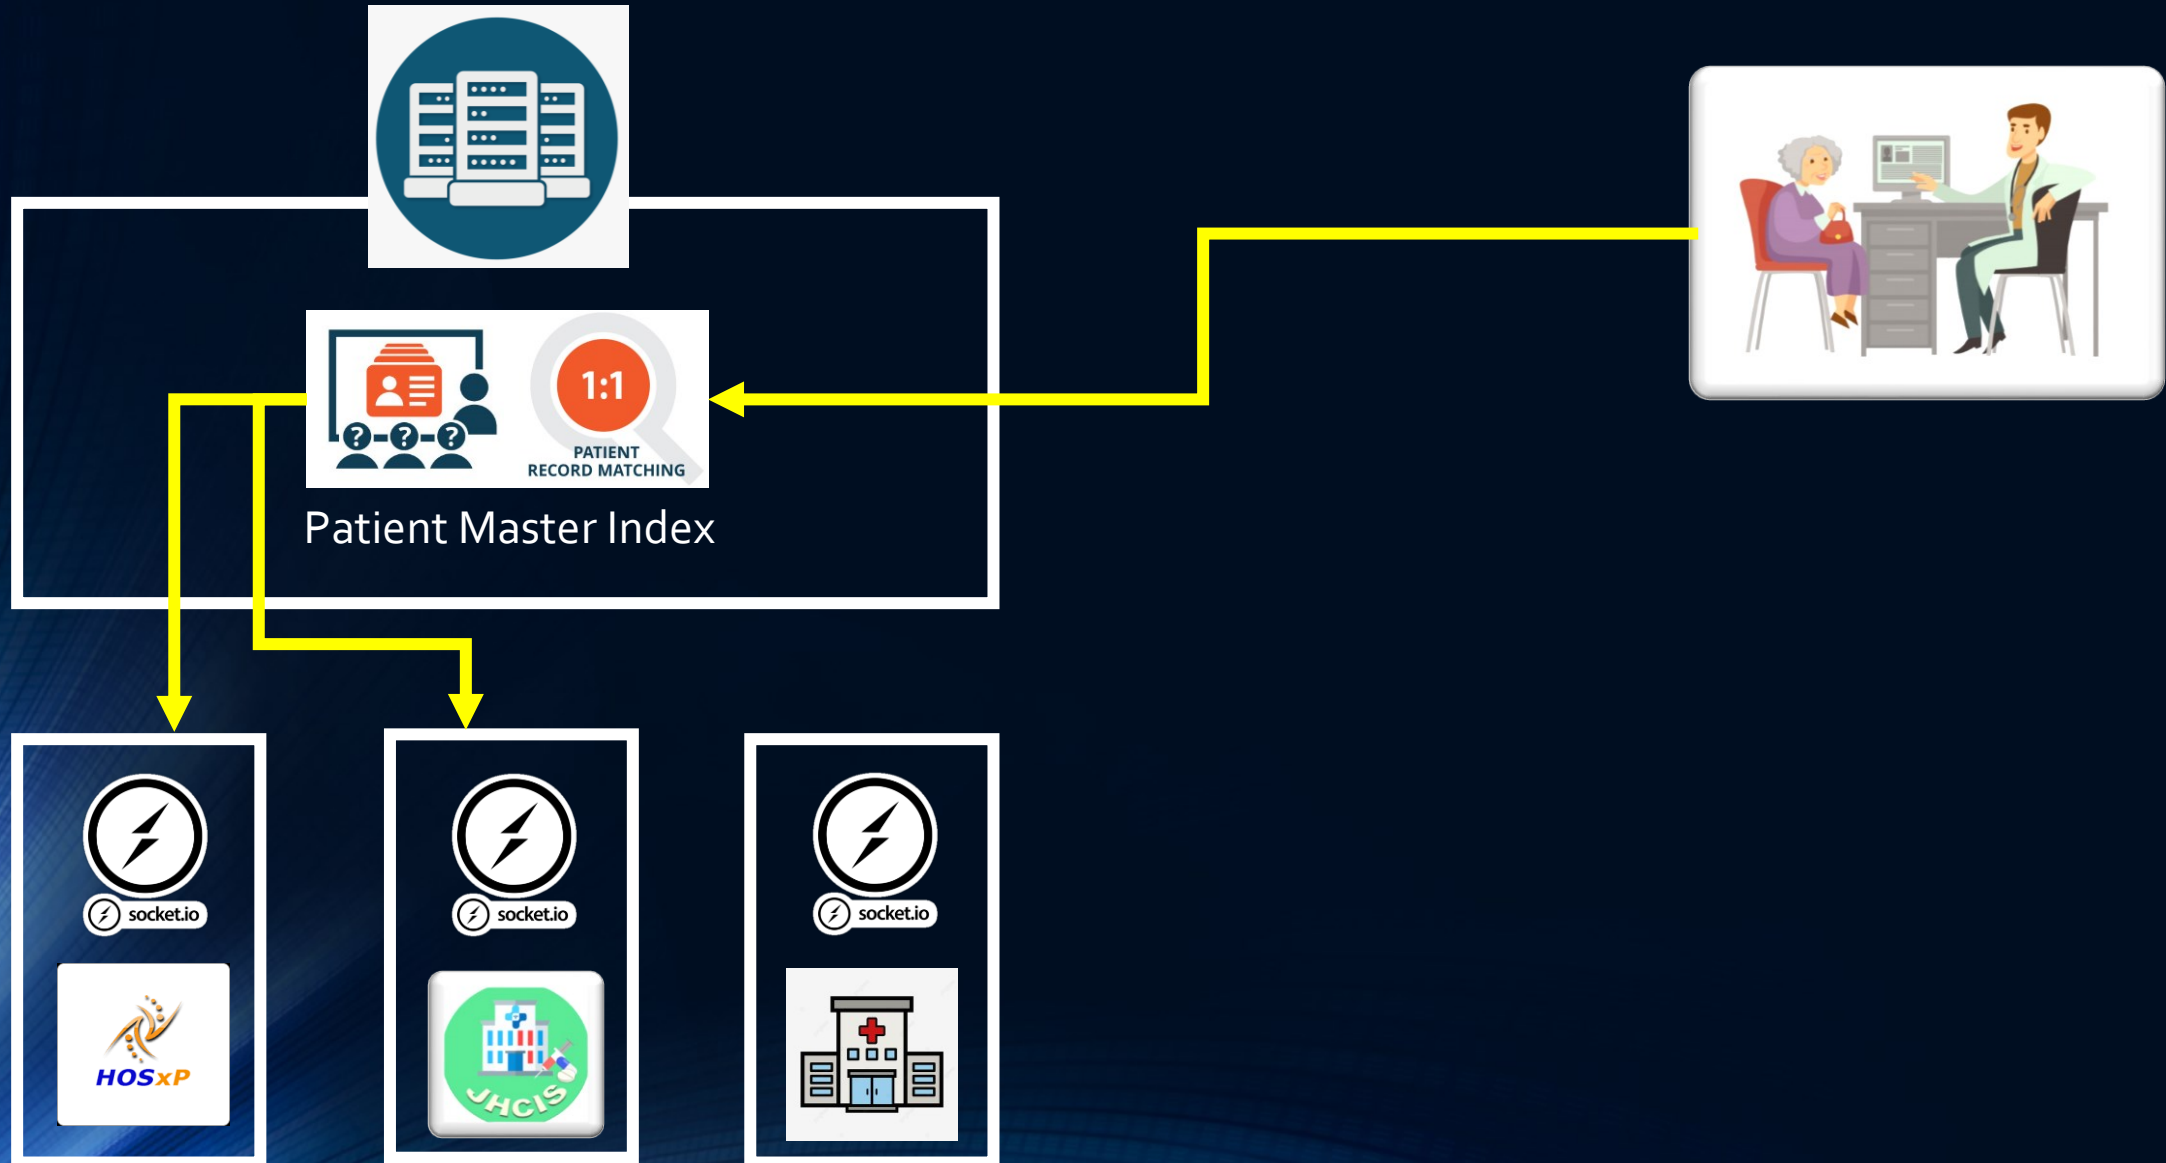 1:1
PATIENT
RECORD MATCHING
? ? ?
Patient Master Index
socket.io
socket.io
socket.io
HOSxP
JHCIS